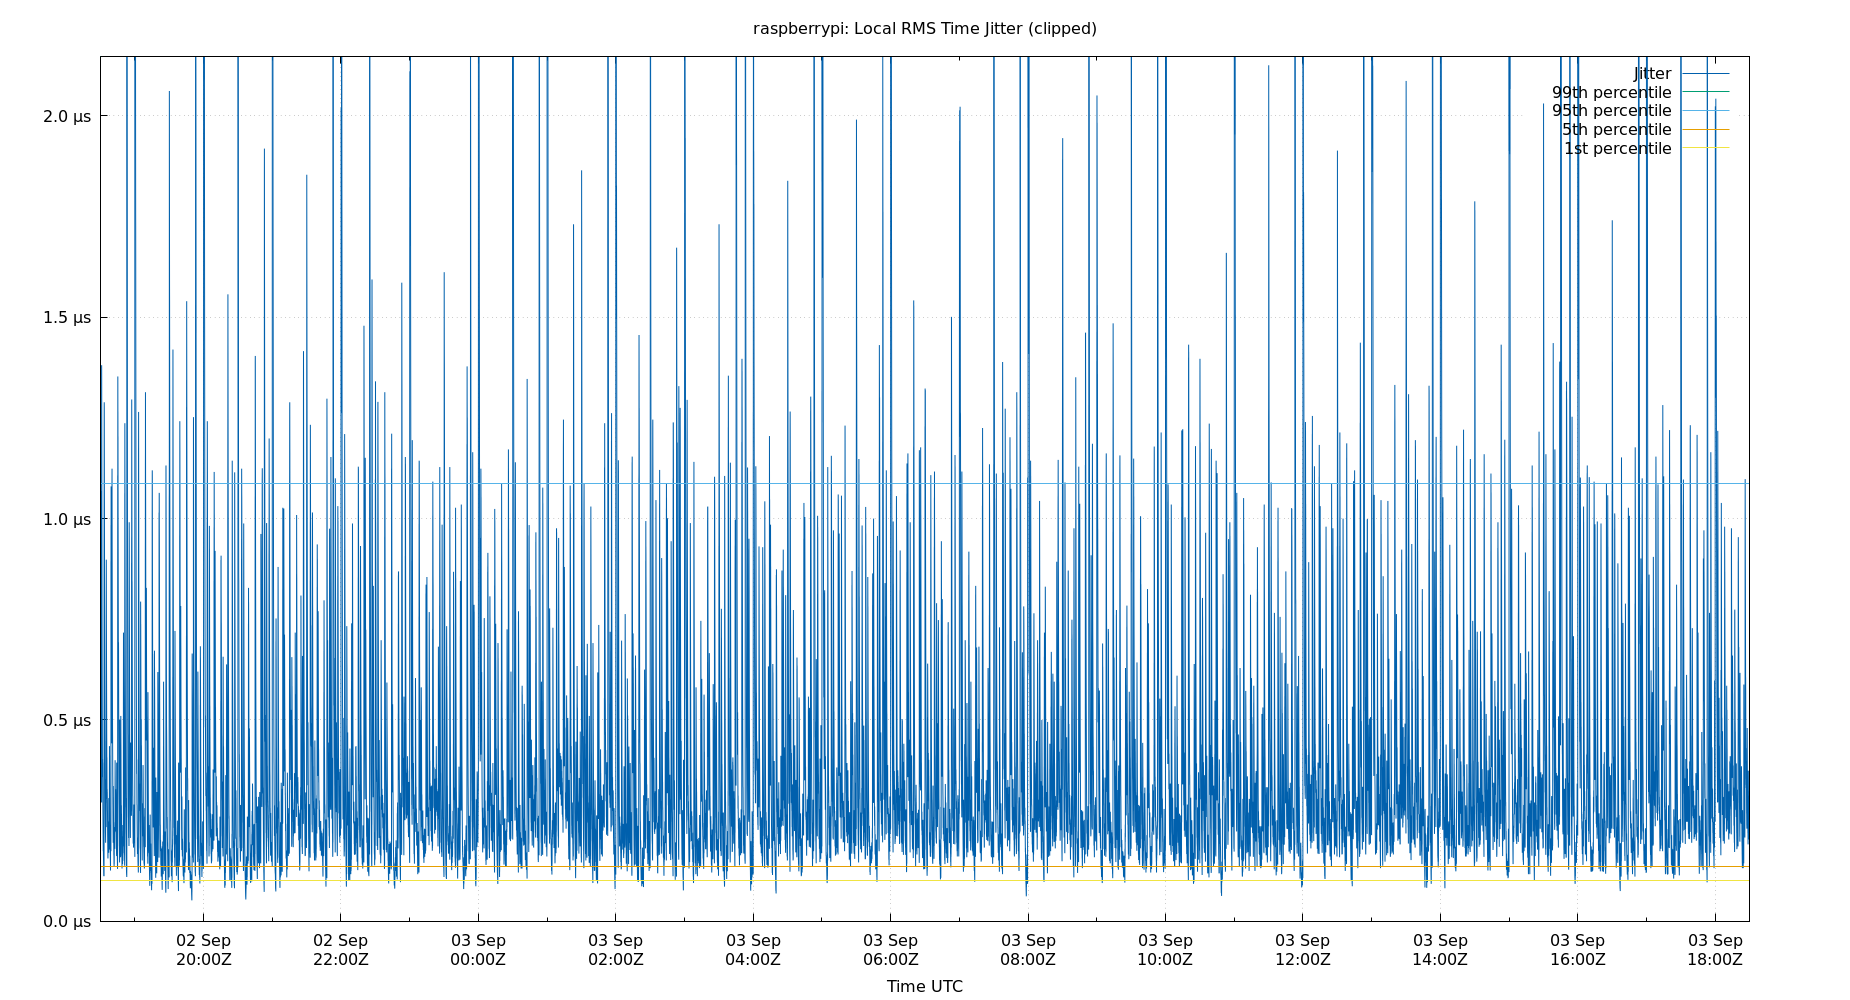 raspberrypi: Local RMS Time Jitter (clipped)
Jitter
99th percentile
95th percentile
5th percentile
1st percentile
2.0 µs
1.5 µs
1.0 µs
0.5 µs
0.0 µs
02 Sep 02 Sep 03 Sep 03 Sep 03 Sep 03 Sep 03 Sep 03 Sep 03 Sep 03 Sep 03 Sep 03 Sep
20:00Z 22:00Z 00:00Z 02:00Z 04:00Z 06:00Z 08:00Z 10:00Z 12:00Z 14:00Z 16:00Z 18:00Z
Time UTC